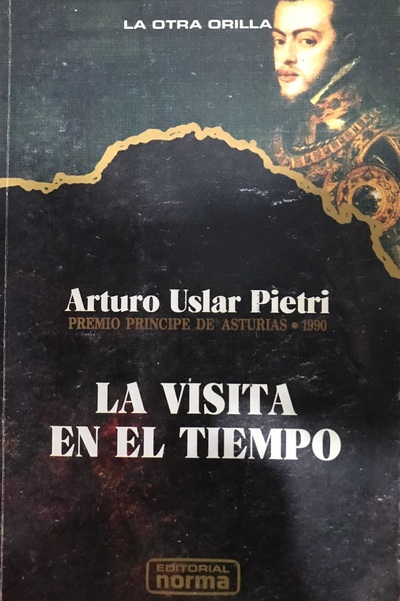 LA OTRA ORILLA
Arturo Uslar Pietri
PREMIO PRINCIPE DE ASTURIAS • 1990
LA VISITA
EN EL TIEMPO
EDITORIAL
norma